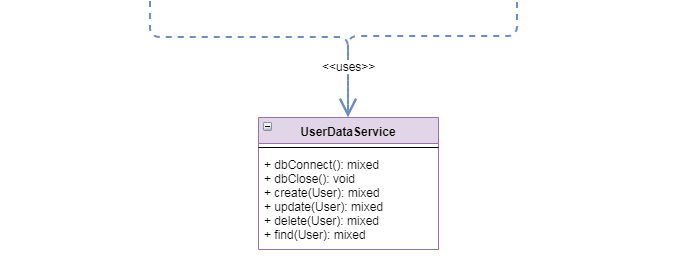 <<uses>>
UserDataService
+ dbConnect(): mixed
+ dbClose(): void
+ create(User): mixed
+ update(User): mixed
+ delete(User): mixed
+ find(User): mixed